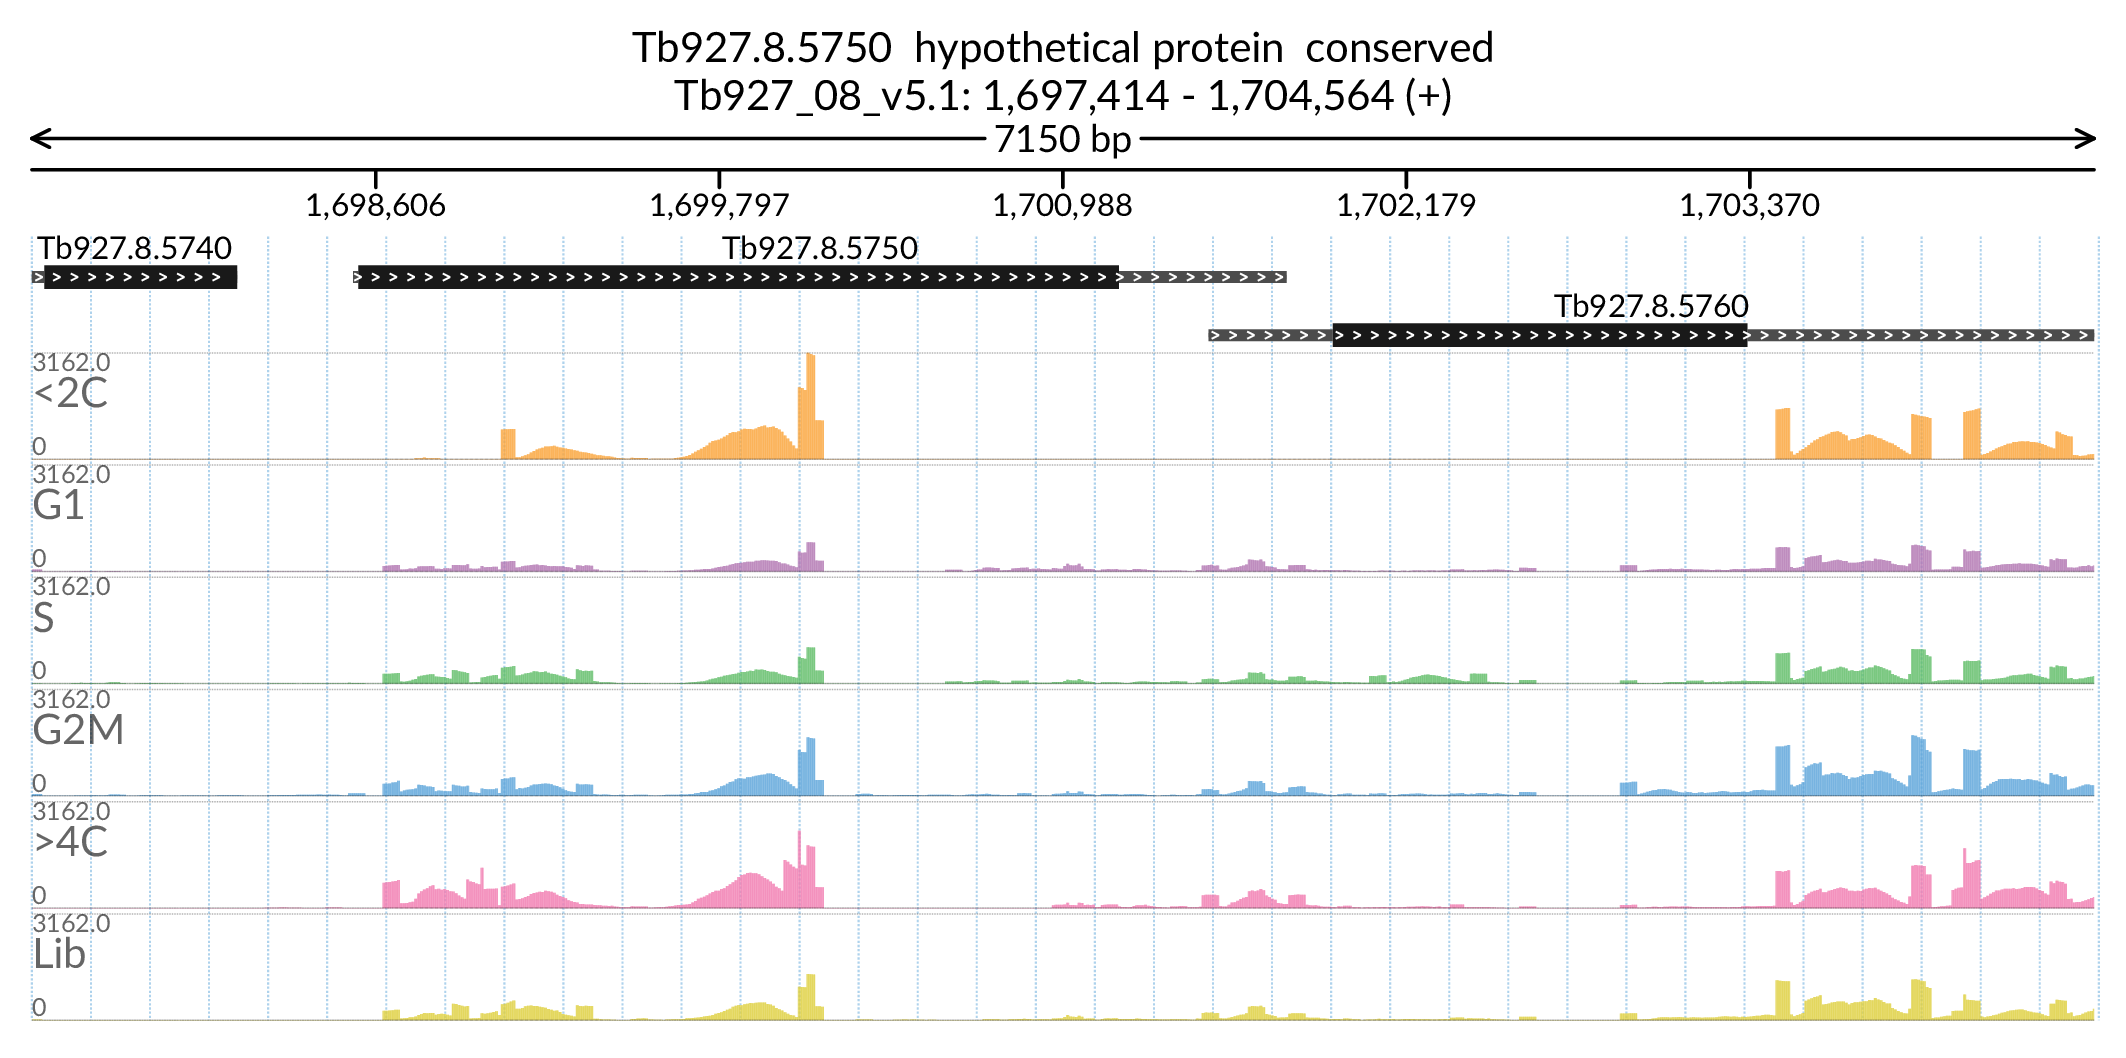 Tb927.8.5750  hypothetical protein  conserved
Tb927_08_v5.1: 1,697,414 - 1,704,564 (+)
7150 bp
1,698,606 1,699,797 1,700,988 1,702,179 1,703,370
Tb927.8.5740 Tb927.8.5750
Tb927.8.5760
3162.0
<2C
0
3162.0
G1
0
3162.0
S
0
3162.0
G2M
0
3162.0
>4C
0
3162.0
Lib
0